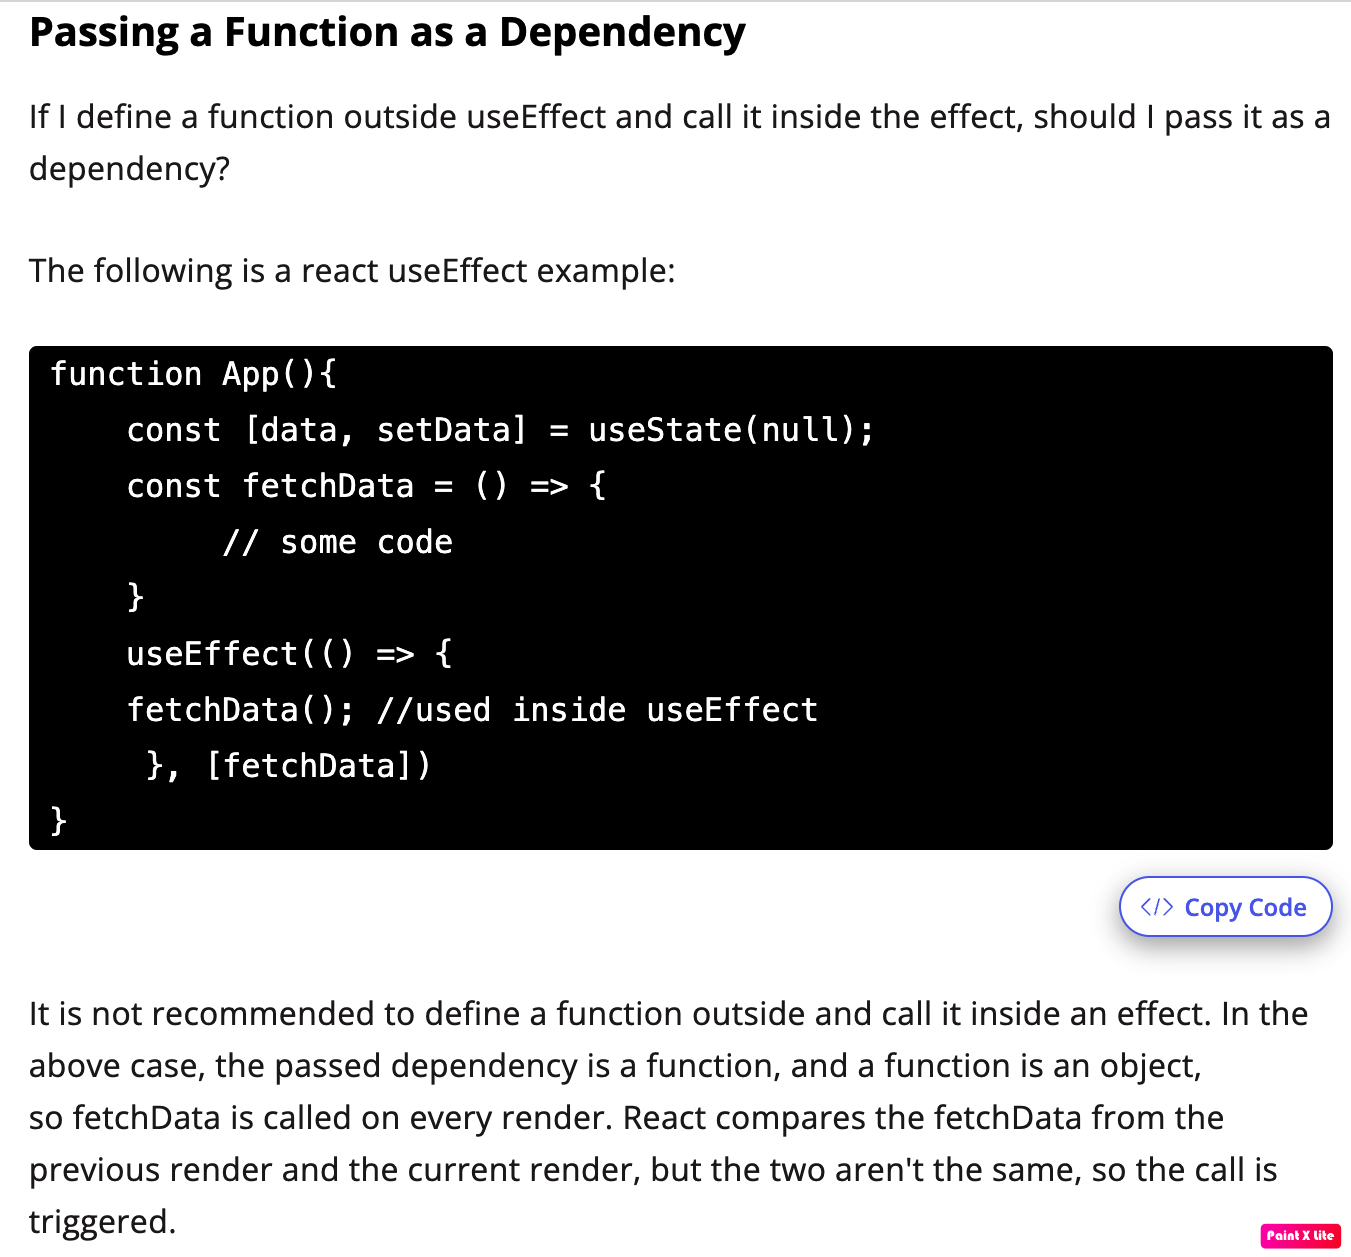 Passing a Function as a Dependency
If I define a function outside useEffect and call it inside the effect, should I pass it as a
dependency?
The following is a react useEffect example:
function App(){
    const [data, setData] = useState(null);
    const fetchData = () => {
         // some code
    }
    useEffect(() => {
    fetchData(); //used inside useEffect
     }, [fetchData])
}
</> Copy Code
It is not recommended to define a function outside and call it inside an effect. In the
above case, the passed dependency is a function, and a function is an object,
so fetchData is called on every render. React compares the fetchData from the
previous render and the current render, but the two aren't the same, so the call is
triggered.
Paint X Lite